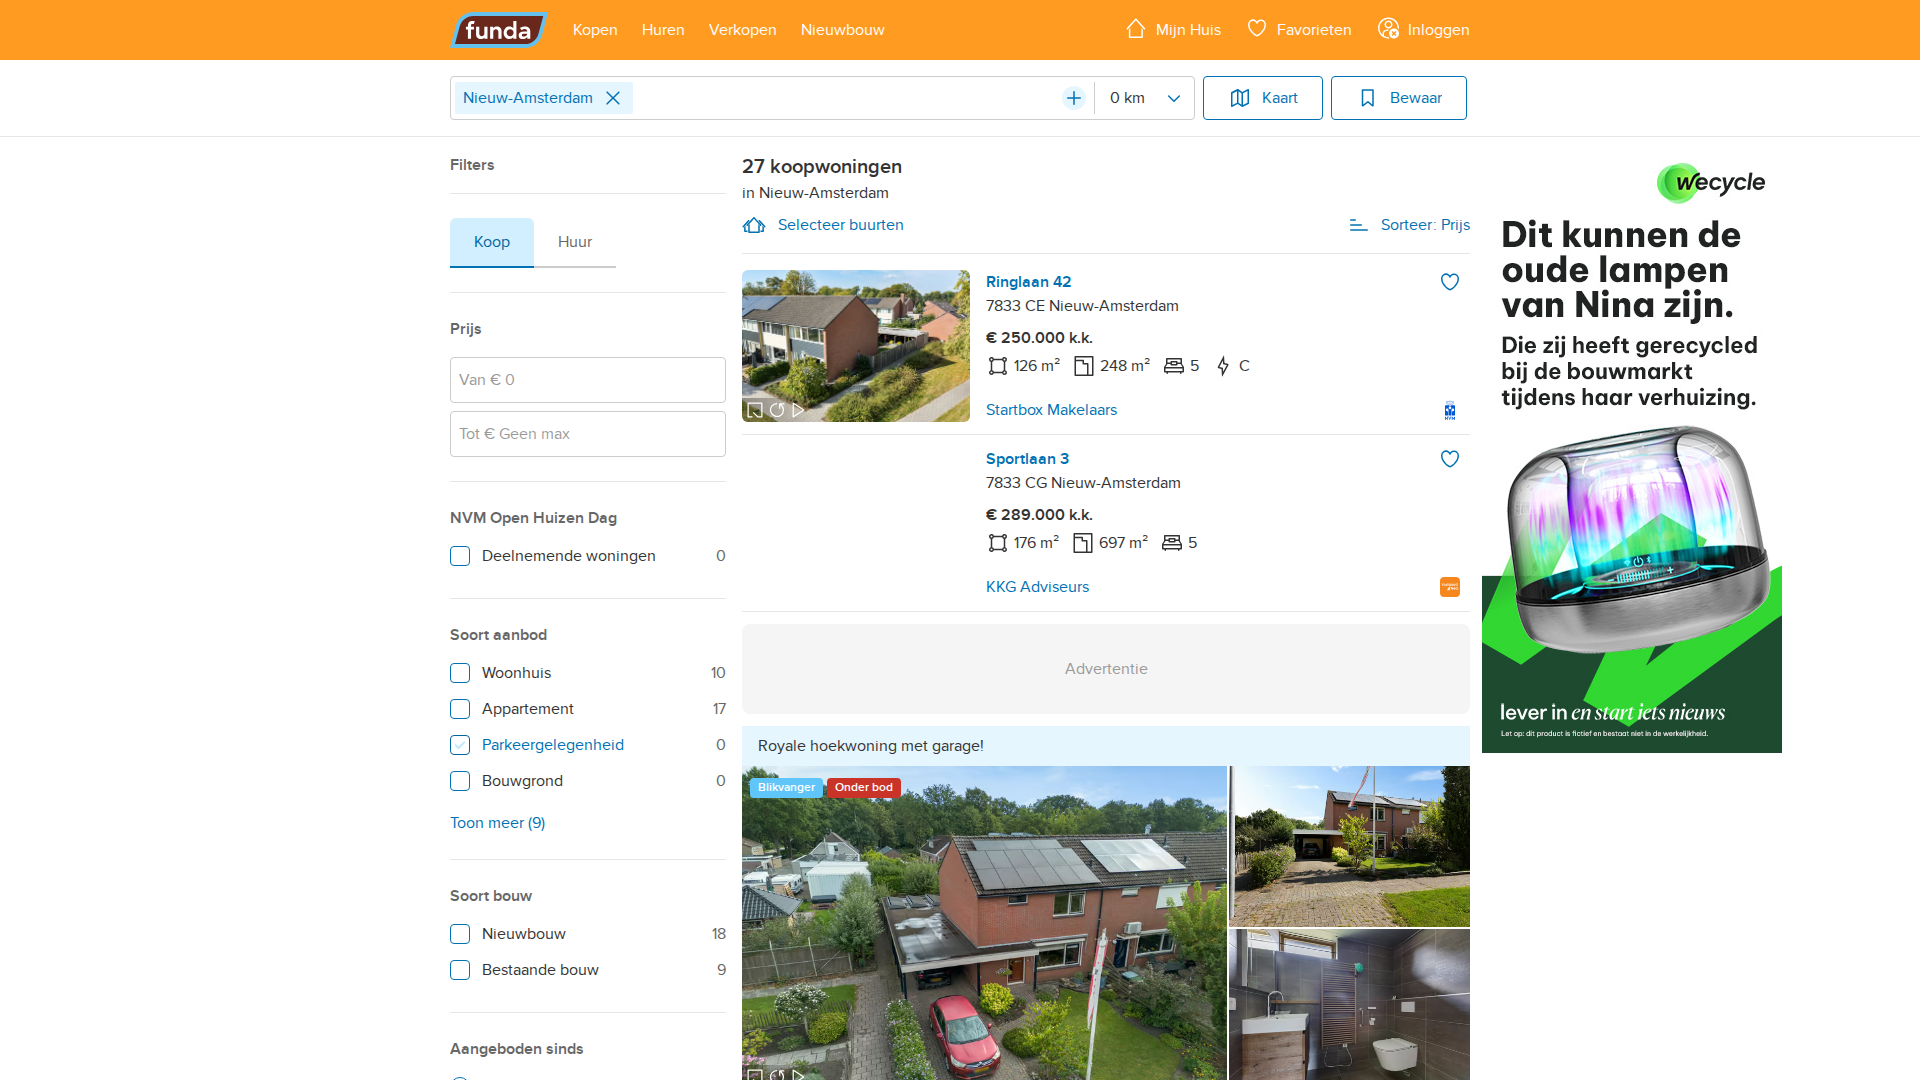 funda
Kopen
Huren
Verkopen
Nieuwbouw
Mijn Huis
Favorieten
Inloggen
Nieuw-Amsterdam
0 km
Kaart
Bewaar
Filters
Koop
Huur
Prijs
Van € 0
Tot € Geen max
NVM Open Huizen Dag
Deelnemende woningen 0
Soort aanbod
Woonhuis 10
Appartement 17
Parkeergelegenheid 0
Bouwgrond 0
Toon meer (9)
Soort bouw
Nieuwbouw 18
Bestaande bouw 9
Aangeboden sinds
27 koopwoningen
in Nieuw-Amsterdam
Selecteer buurten
Sorteer: Prijs
Ringlaan 42
7833 CE Nieuw-Amsterdam
€ 250.000 k.k.
126 m² 248 m² 5 C
Startbox Makelaars
Sportlaan 3
7833 CG Nieuw-Amsterdam
€ 289.000 k.k.
176 m² 697 m² 5
KKG Adviseurs
Advertentie
Royale hoekwoning met garage!
Blikvanger
Onder bod
wecycle
Dit kunnen de
oude lampen
van Nina zijn.
Die zij heeft gerecycled
bij de bouwmarkt
tijdens haar verhuizing.
lever in en start iets nieuws
Let op: dit product is fictief en bestaat niet in de werkelijkheid.